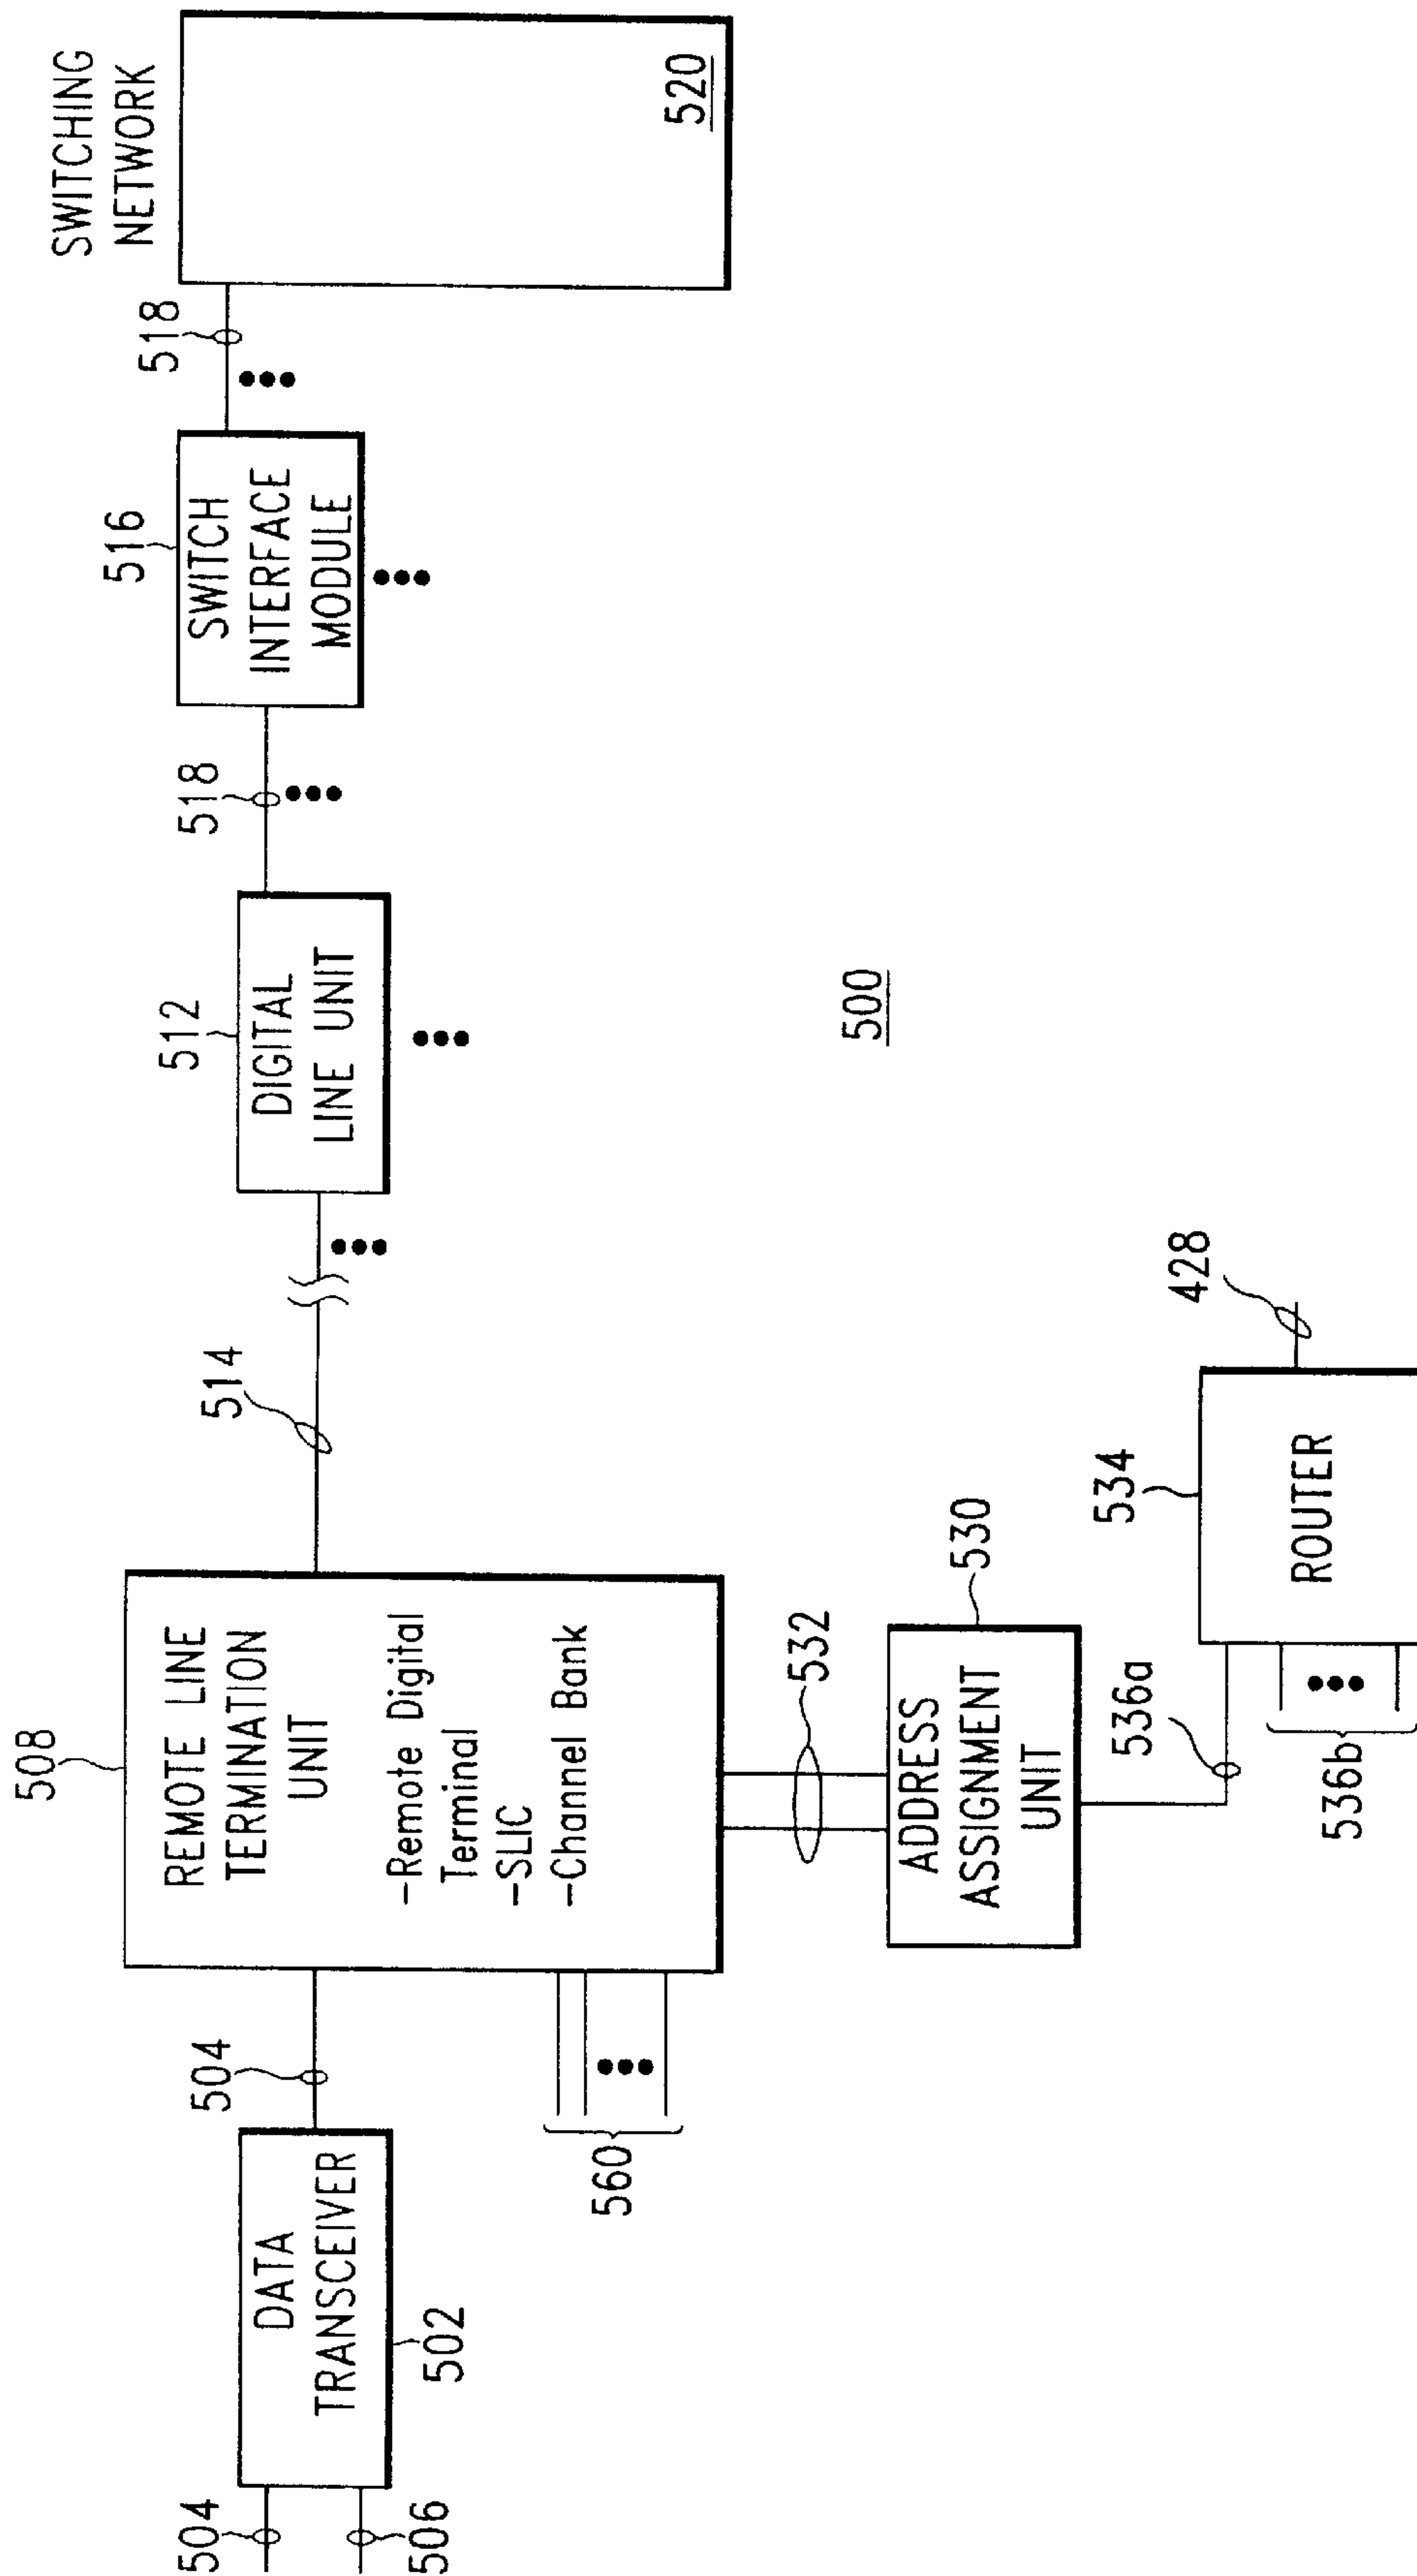 SWITCHING
NETWORK
520
518
516
SWITCH
INTERFACE
MODULE
518
512
DIGITAL
LINE UNIT
514
508
REMOTE LINE
TERMINATION
UNIT
-Remote Digital
Terminal
-SLIC
-Channel Bank
504
DATA
TRANSCEIVER
502
504
506
560
500
532
530
ADDRESS
ASSIGNMENT
UNIT
536a
536b
534
ROUTER
428